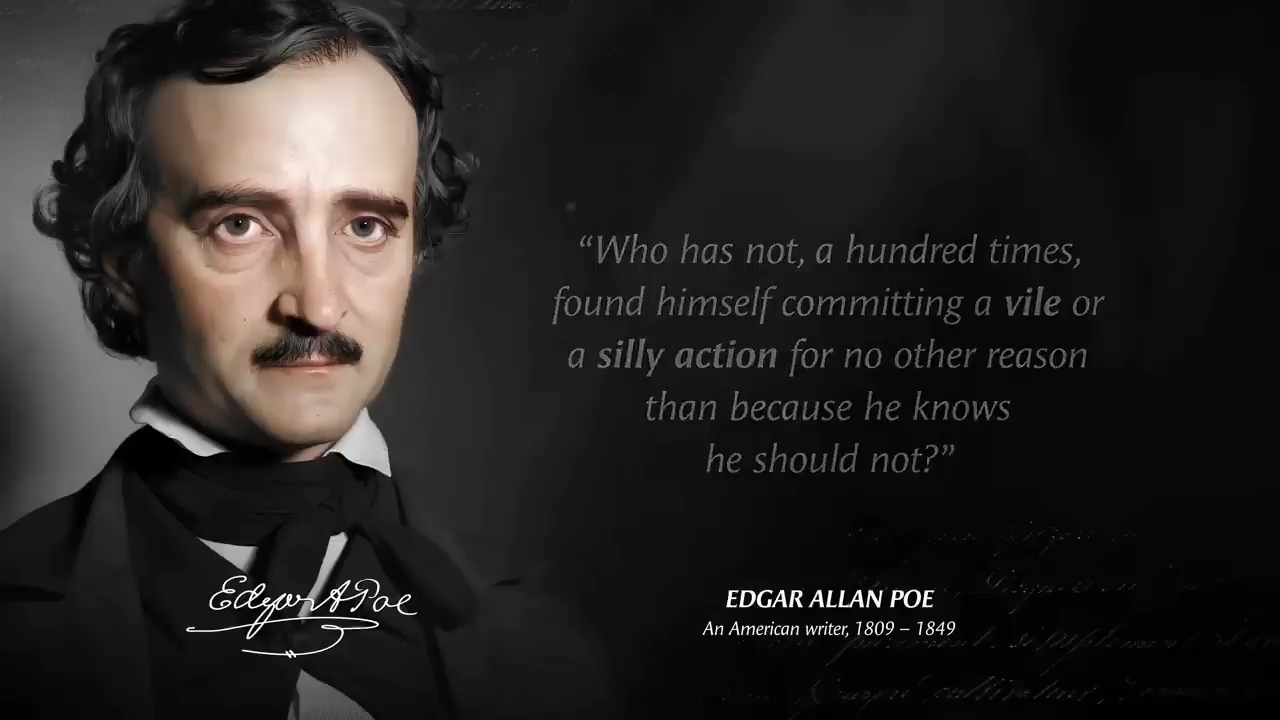 “Who has not, a hundred times,
found himself committing a vile or
a silly action for no other reason
than because he knows
he should not?”
Edgar A Poe
EDGAR ALLAN POE
An American writer, 1809 – 1849